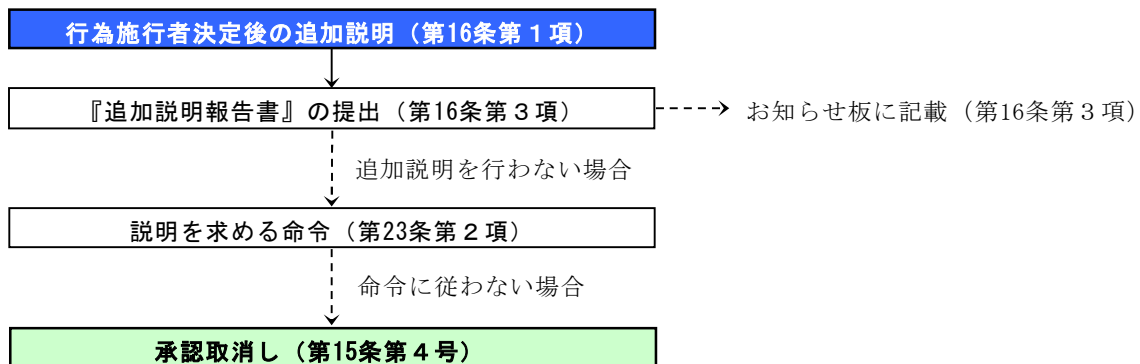 行為施行者決定後の追加説明（第16条第１項）
『追加説明報告書』の提出（第16条第３項）
お知らせ板に記載（第16条第３項）
追加説明を行わない場合
説明を求める命令（第23条第２項）
命令に従わない場合
承認取消し（第15条第４号）